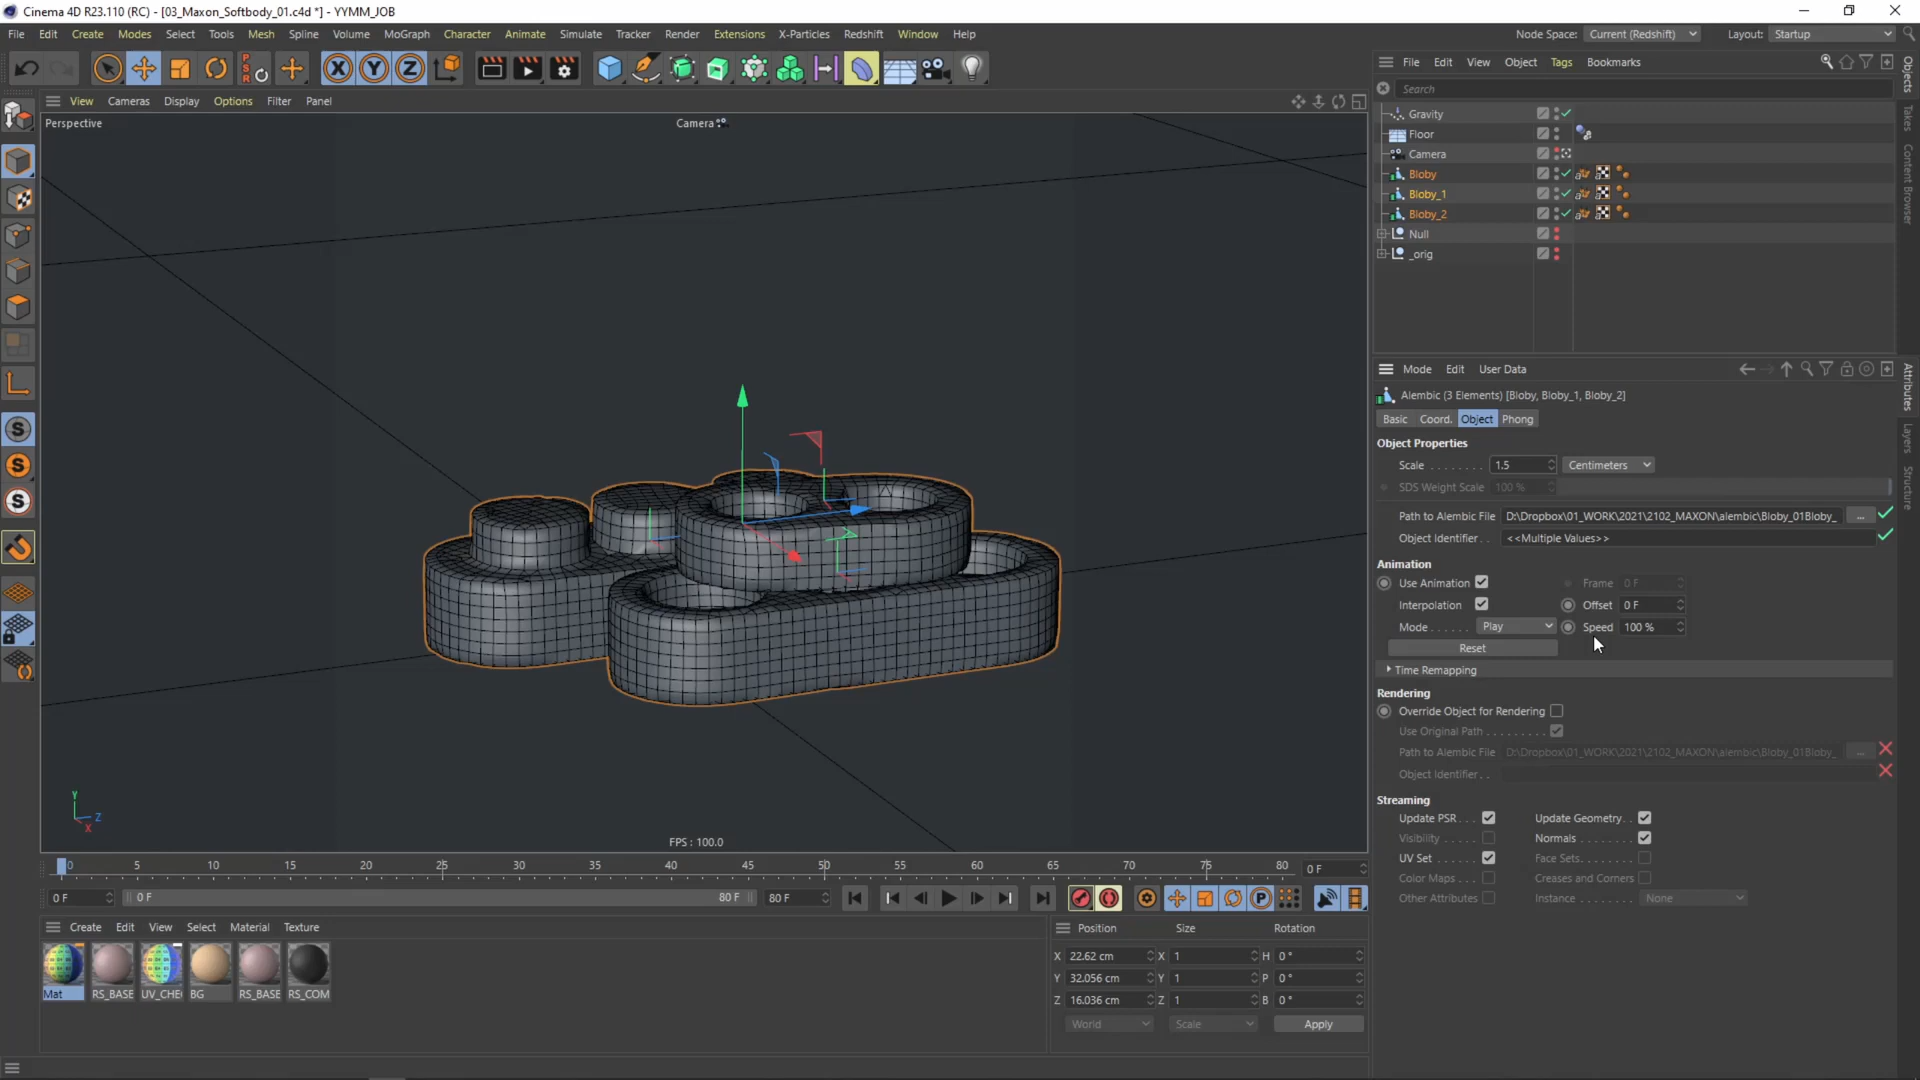 Cinema 4D R23.110 (RC) - [03_Maxon_Softbody_01.c4d *] - YYMM_JOB
File Edit Create Modes Select Tools Mesh Spline Volume MoGraph Character Animate Simulate Tracker Render Extensions X-Particles Redshift Window Help
Node Space: Current (Redshift) Layout: Startup
X Y Z
PSR
File Edit View Object Tags Bookmarks
Search
View Cameras Display Options Filter Panel
Perspective
Camera
Gravity
Floor
Camera
Bloby
Bloby_1
Bloby_2
Null
_orig
Objects
Takes
Content Browser
Attributes
Layers
Structure
Mode Edit User Data
Alembic (3 Elements) [Bloby, Bloby_1, Bloby_2]
Basic Coord. Object Phong
Object Properties
Scale . . . . . . . . 1.5 Centimeters
SDS Weight Scale 100 %
Path to Alembic File D:\Dropbox\01_WORK\2021\2102_MAXON\alembic\Bloby_01Bloby_ ...
Object Identifier . . <<Multiple Values>>
Animation
Use Animation Frame 0 F
Interpolation Offset 0 F
Mode . . . . . . Play Speed 100 %
Reset
Time Remapping
Rendering
Override Object for Rendering
Use Original Path . . . . . . . . .
Path to Alembic File D:\Dropbox\01_WORK\2021\2102_MAXON\alembic\Bloby_01Bloby_ ...
Object Identifier . .
Streaming
Update PSR . . . Update Geometry . .
Visibility . . . . . Normals . . . . . . . .
UV Set . . . . . . Face Sets . . . . . . .
Color Maps . . . Creases and Corners
Other Attributes Instance . . . . . . . . None
S
S
S
Y
Z
X
FPS : 100.0
0 5 10 15 20 25 30 35 40 45 50 55 60 65 70 75 80 0 F
0 F 0 F 80 F 80 F
P
Create Edit View Select Material Texture
Mat RS_BASE UV_CHE BG RS_BASE RS_COM
Position Size Rotation
X 22.62 cm X 1 H 0 °
Y 32.056 cm Y 1 P 0 °
Z 16.036 cm Z 1 B 0 °
World Scale Apply